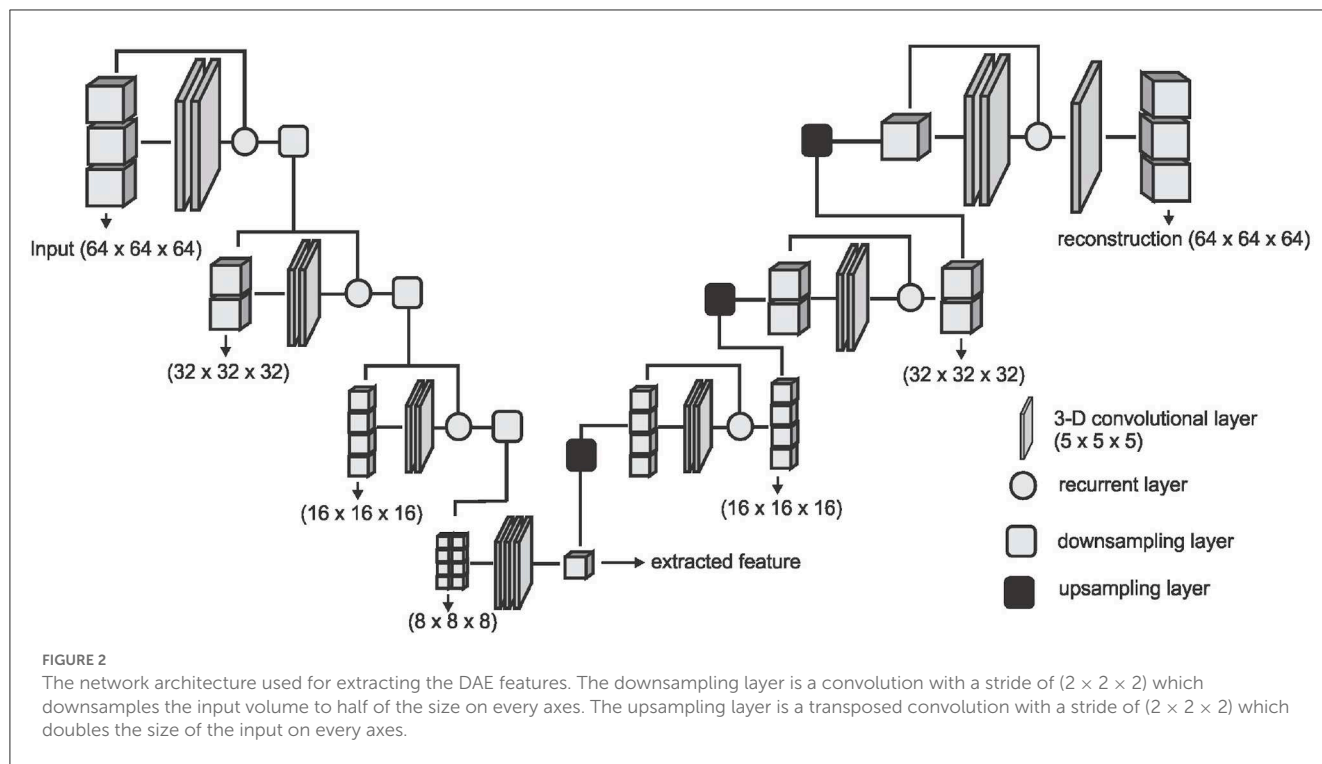 Input (64 x 64 x 64)
reconstruction (64 x 64 x 64)
(32 x 32 x 32)
(32 x 32 x 32)
(16 x 16 x 16)
(16 x 16 x 16)
extracted feature
(8 x 8 x 8)
3-D convolutional layer
(5 x 5 x 5)
recurrent layer
downsampling layer
upsampling layer
FIGURE 2
The network architecture used for extracting the DAE features. The downsampling layer is a convolution with a stride of (2 × 2 × 2) which
downsamples the input volume to half of the size on every axes. The upsampling layer is a transposed convolution with a stride of (2 × 2 × 2) which
doubles the size of the input on every axes.